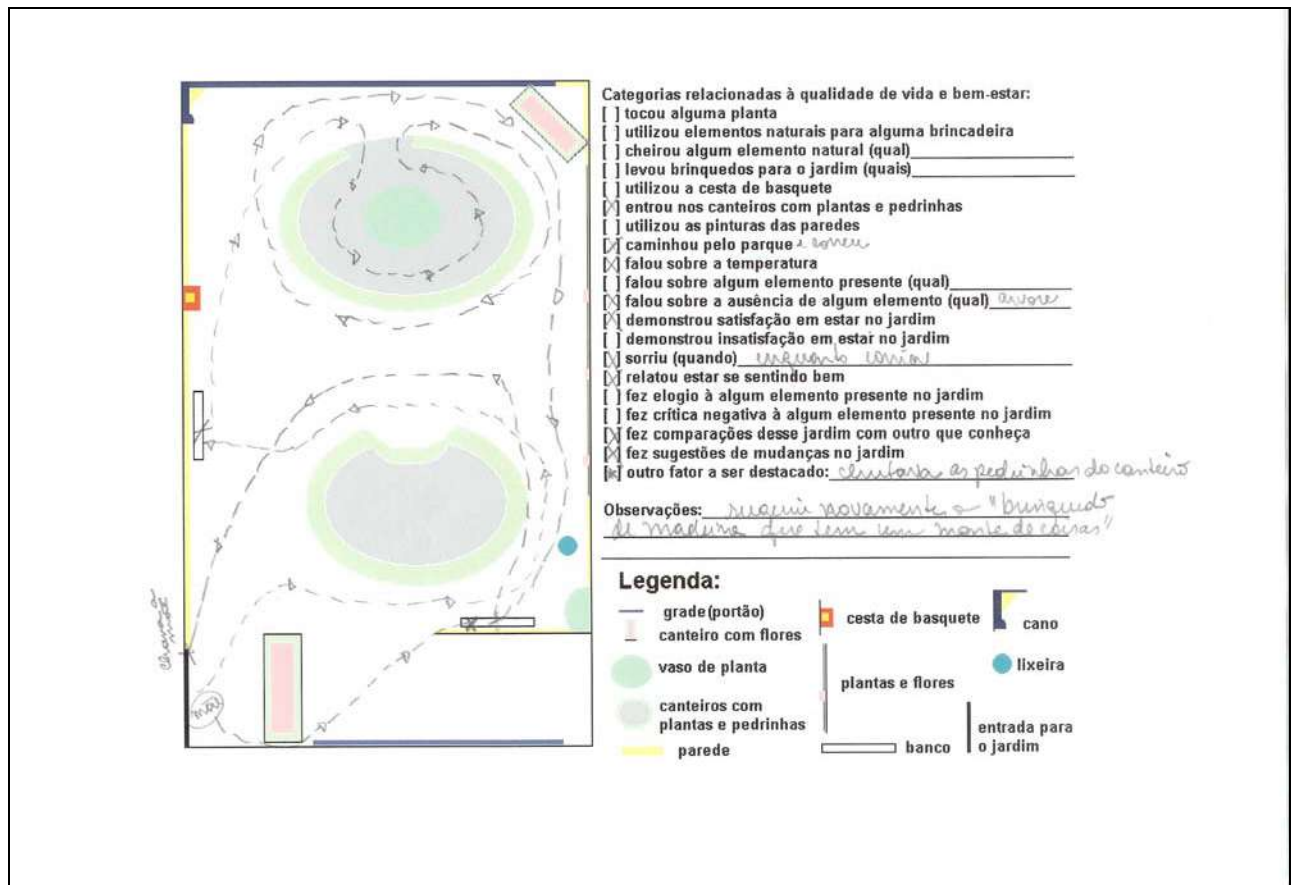 Categorias relacionadas à qualidade de vida e bem-estar:
[ ] tocou alguma planta
[ ] utilizou elementos naturais para alguma brincadeira
[ ] cheirou algum elemento natural (qual)
[ ] levou brinquedos para o jardim (quais)
[ ] utilizou a cesta de basquete
[X] entrou nos canteiros com plantas e pedrinhas
[ ] utilizou as pinturas das paredes
[X] caminhou pelo parque e correu
[X] falou sobre a temperatura
[ ] falou sobre algum elemento presente (qual)
[X] falou sobre a ausência de algum elemento (qual) arvore
[X] demonstrou satisfação em estar no jardim
[ ] demonstrou insatisfação em estar no jardim
[X] sorriu (quando) enquanto corria
[X] relatou estar se sentindo bem
[ ] fez elogio à algum elemento presente no jardim
[ ] fez crítica negativa à algum elemento presente no jardim
[X] fez comparações desse jardim com outro que conheça
[X] fez sugestões de mudanças no jardim
[X] outro fator a ser destacado: chutava as pedrinhas do canteiro
Observações: sugeriu novamente o "brinquedo
de madeira que tem um monte de coisas"
mãe
Legenda:
grade(portão)
canteiro com flores
vaso de planta
canteiros com
plantas e pedrinhas
parede
cesta de basquete
plantas e flores
banco
cano
lixeira
entrada para
o jardim